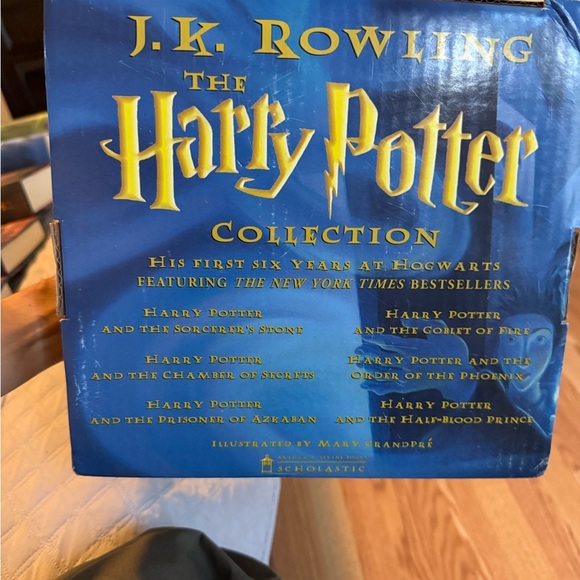 J.K. ROWLING
THE
Harry Potter
COLLECTION
HIS FIRST SIX YEARS AT HOGWARTS
FEATURING THE NEW YORK TIMES BESTSELLERS
HARRY POTTER
AND THE SORCERER'S STONE
HARRY POTTER
AND THE GOBLET OF FIRE
HARRY POTTER
AND THE CHAMBER OF SECRETS
HARRY POTTER AND THE
ORDER OF THE PHOENIX
HARRY POTTER
AND THE PRISONER OF AZKABAN
HARRY POTTER
AND THE HALF-BLOOD PRINCE
ILLUSTRATED BY MARY GRANDPRÉ
ARTHUR A. LEVINE BOOKS
SCHOLASTIC